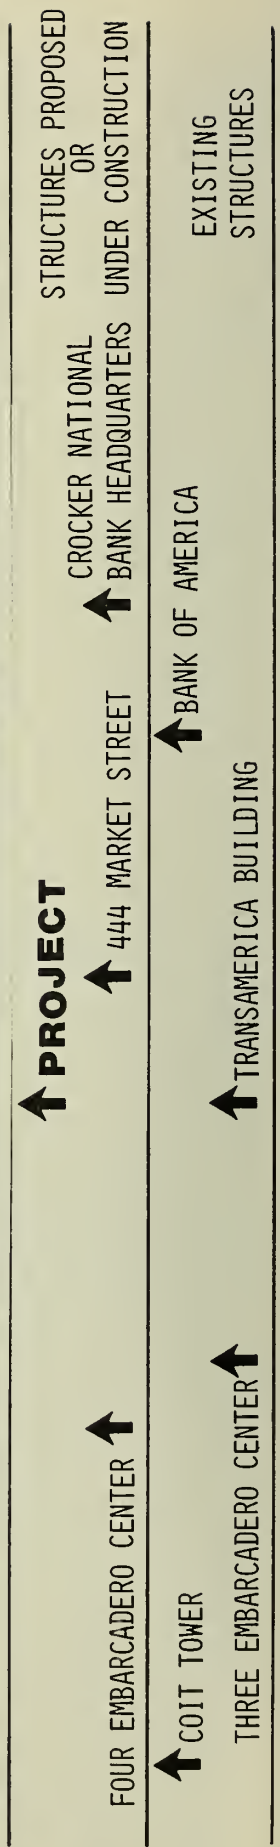 PROJECT
FOUR EMBARCADERO CENTER
444 MARKET STREET
CROCKER NATIONAL
BANK HEADQUARTERS
STRUCTURES PROPOSED
OR
UNDER CONSTRUCTION
COIT TOWER
THREE EMBARCADERO CENTER
TRANSAMERICA BUILDING
BANK OF AMERICA
EXISTING
STRUCTURES